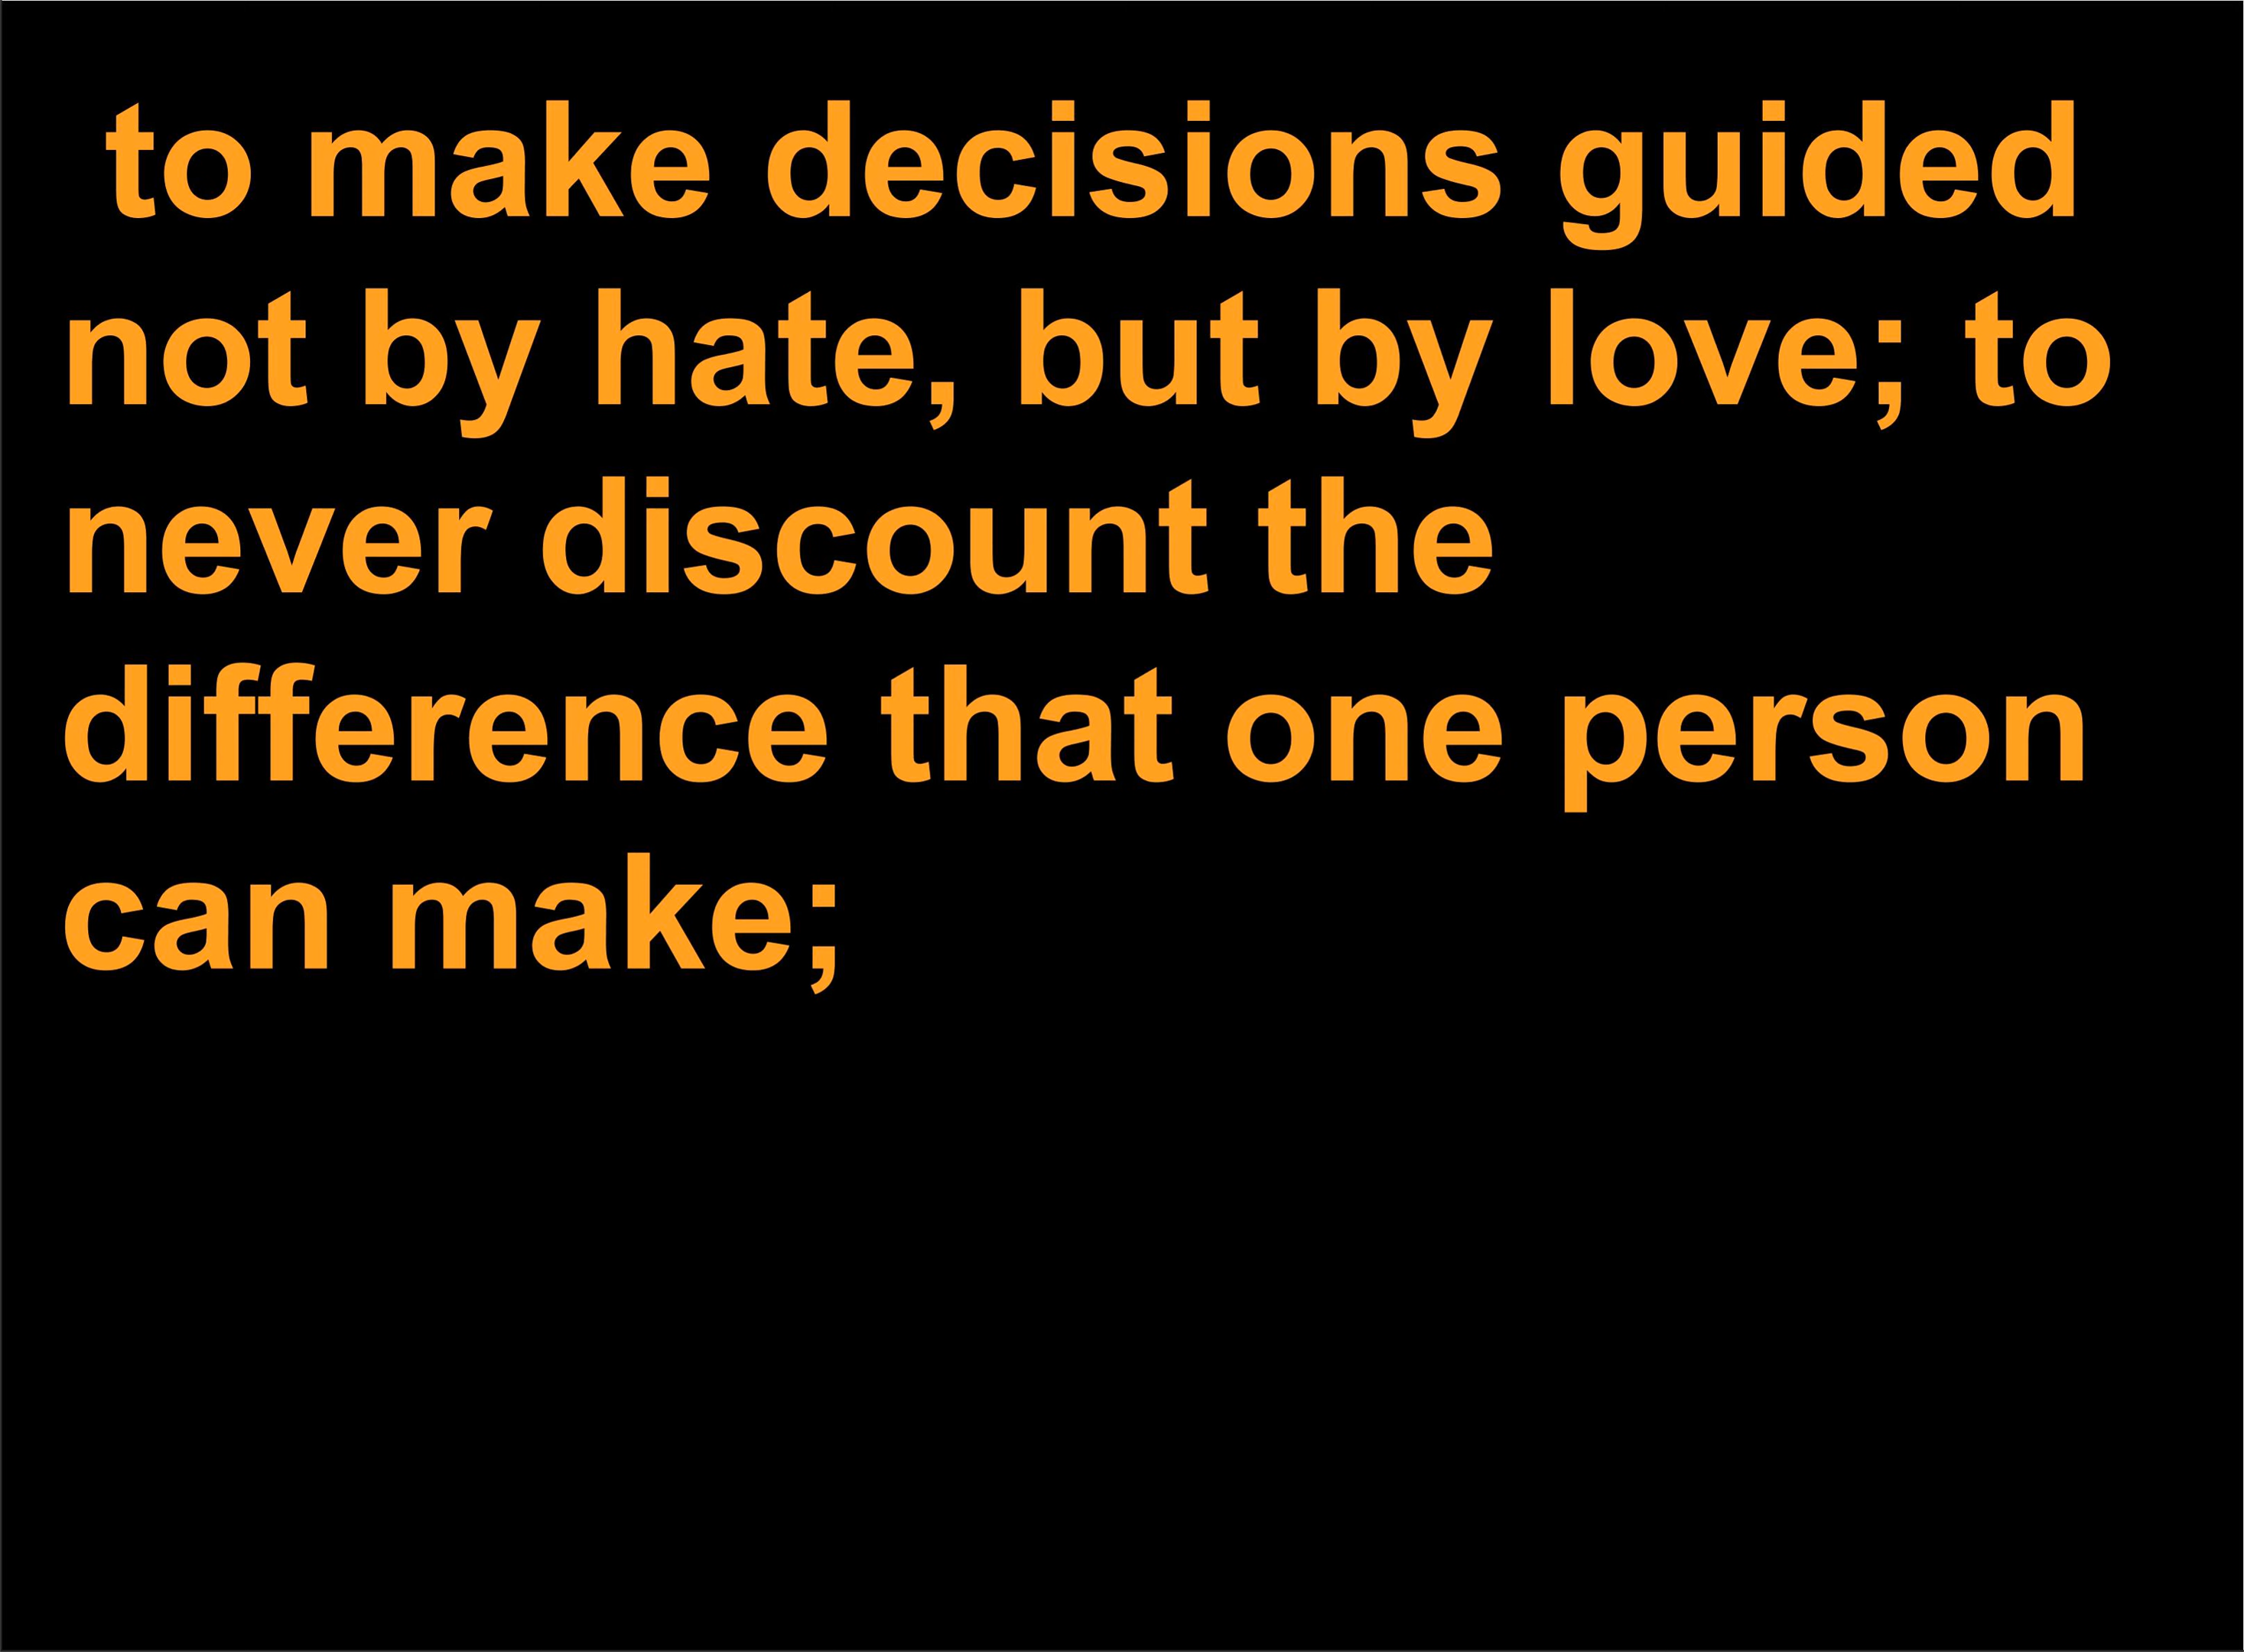 to make decisions guided
not by hate, but by love; to
never discount the
difference that one person
can make;